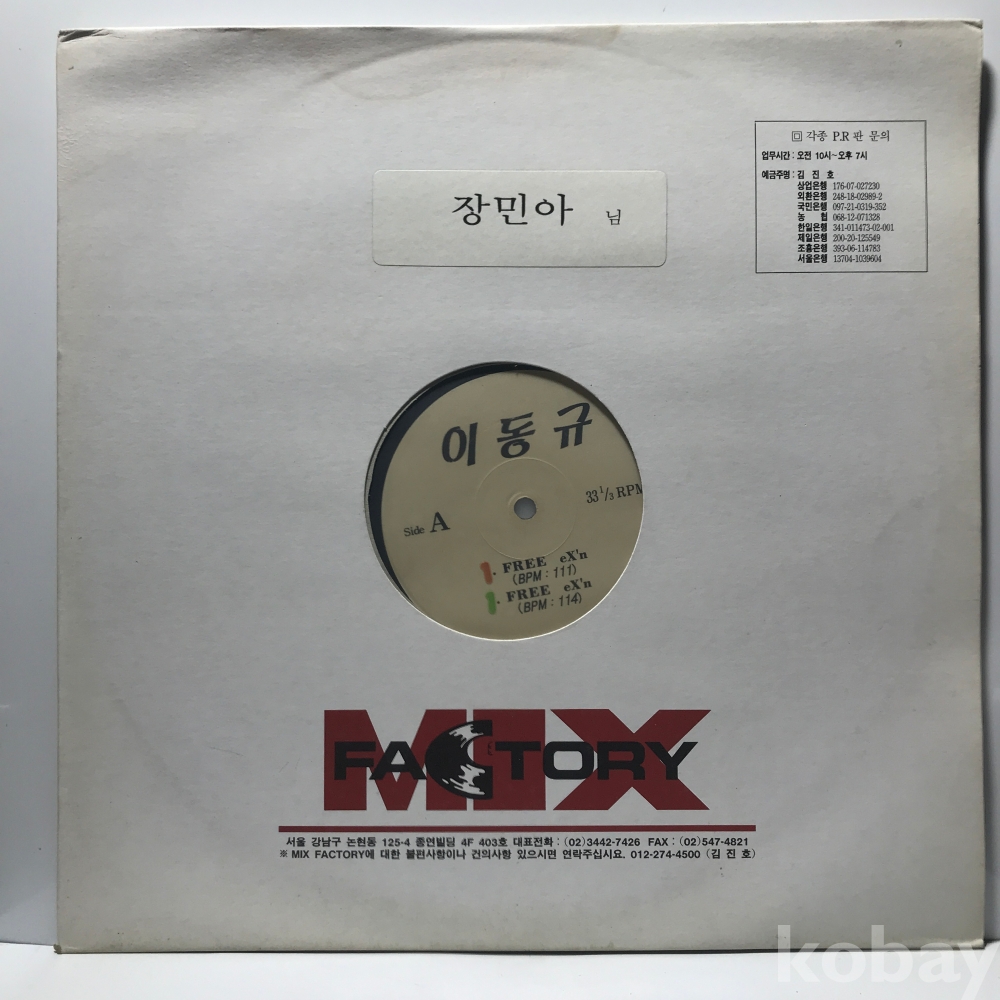 回 각종 P.R 판 문의
업무시간 : 오전 10시~오후 7시
예금주명 : 김 진 호
상업은행 176-07-027230
외환은행 248-18-02989-2
국민은행 097-21-0319-352
농 협 068-12-071328
한일은행 341-011473-02-001
제일은행 200-20-125549
조흥은행 393-06-114783
서울은행 13704-1039604
장민아 님
이동규
33 1/3 RPM
Side A
1. FREE eX'n
(BPM : 111)
1. FREE eX'n
(BPM : 114)
MIX
FACTORY
서울 강남구 논현동 125-4 종연빌딩 4F 403호 대표전화 : (02)3442-7426 FAX : (02)547-4821
※ MIX FACTORY에 대한 불편사항이나 건의사항 있으시면 연락주십시요. 012-274-4500 (김 진 호)
kobay